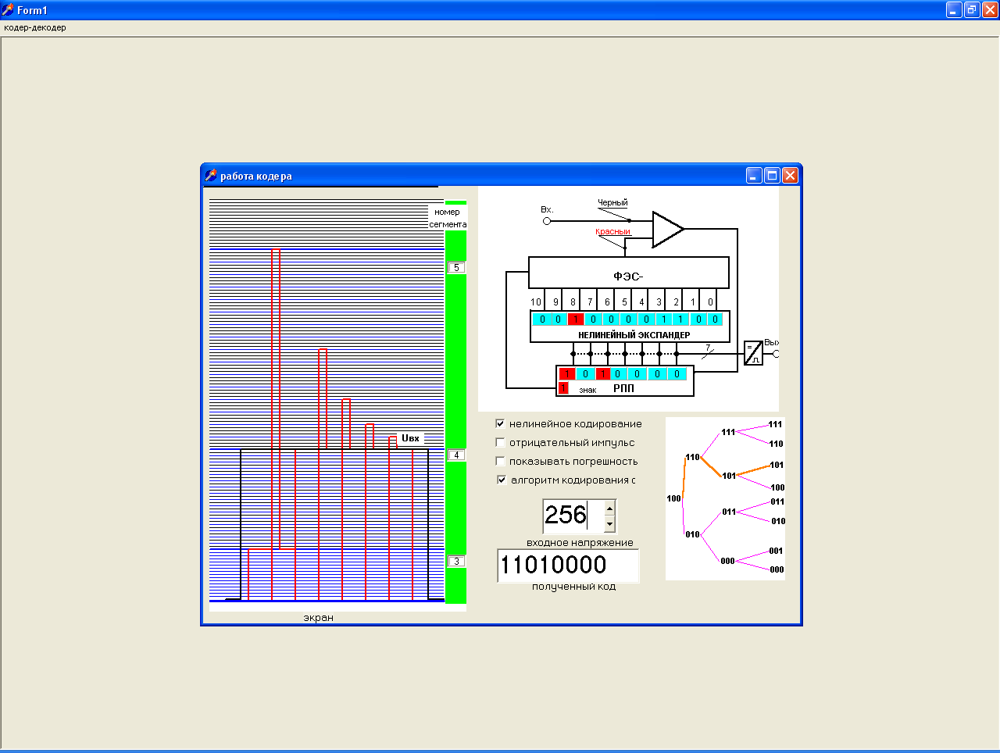 Form1
кодер-декодер
работа кодера
номер
сегмента
5
4
3
Uвх
экран
Вх.
Черный
Красный
ФЭС-
10 9 8 7 6 5 4 3 2 1 0
0 0 1 0 0 0 0 1 1 0 0
НЕЛИНЕЙНЫЙ ЭКСПАНДЕР
7
=
Вых
1 0 1 0 0 0 0
1 знак РПП
нелинейное кодирование
отрицательный импульс
показывать погрешность
алгоритм кодирования с
256
входное напряжение
11010000
полученный код
111
111
110
110
101
101
100
100
011
011
010
010
001
000
000